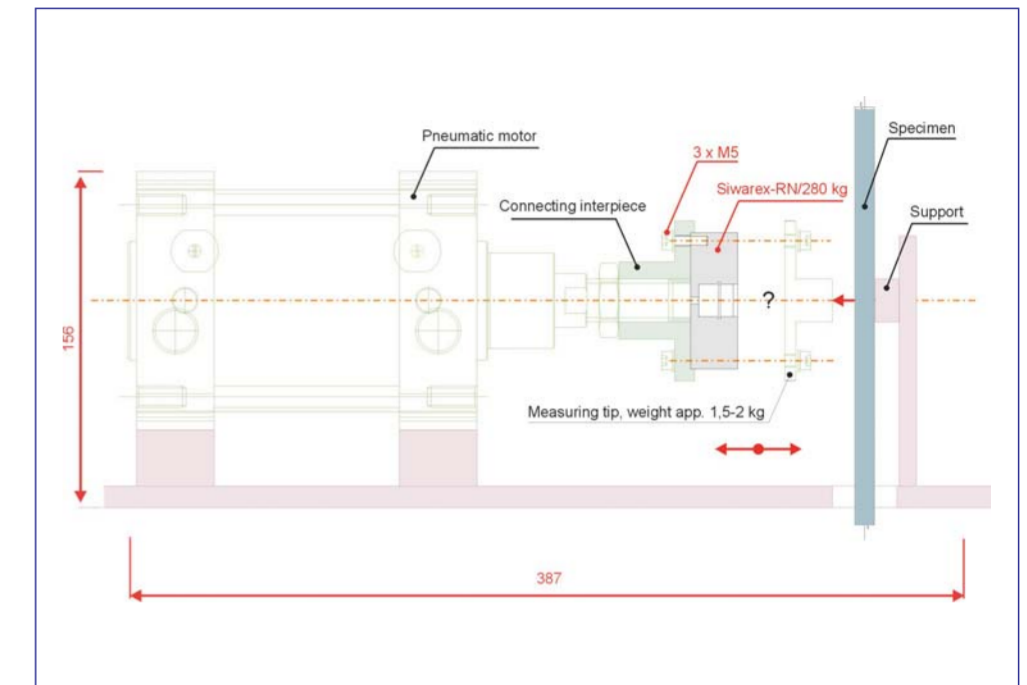 Pneumatic motor
3 x M5
Specimen
Siwarex-RN/280 kg
Connecting interpiece
Support
?
156
Measuring tip, weight app. 1,5-2 kg
387